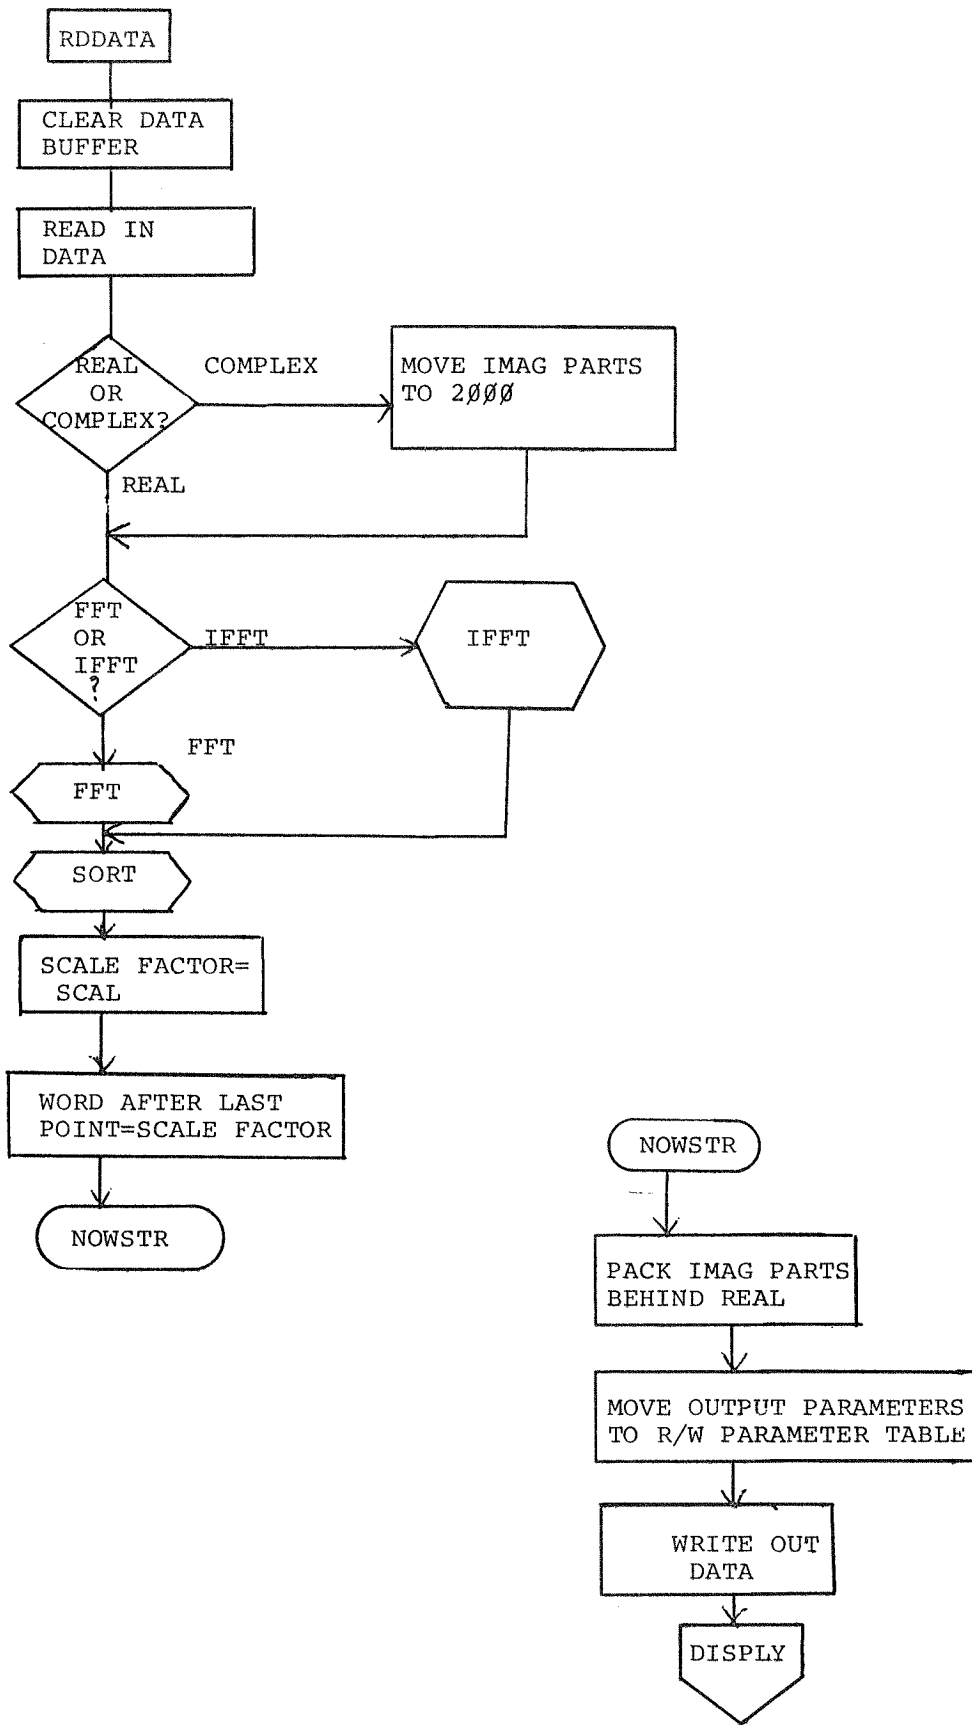 RDDATA
CLEAR DATA
BUFFER
READ IN
DATA
REAL
OR
COMPLEX?
COMPLEX
MOVE IMAG PARTS
TO 2ØØØ
REAL
FFT
OR
IFFT
?
IFFT
IFFT
FFT
FFT
SORT
SCALE FACTOR=
SCAL
WORD AFTER LAST
POINT=SCALE FACTOR
NOWSTR
NOWSTR
PACK IMAG PARTS
BEHIND REAL
MOVE OUTPUT PARAMETERS
TO R/W PARAMETER TABLE
WRITE OUT
DATA
DISPLY